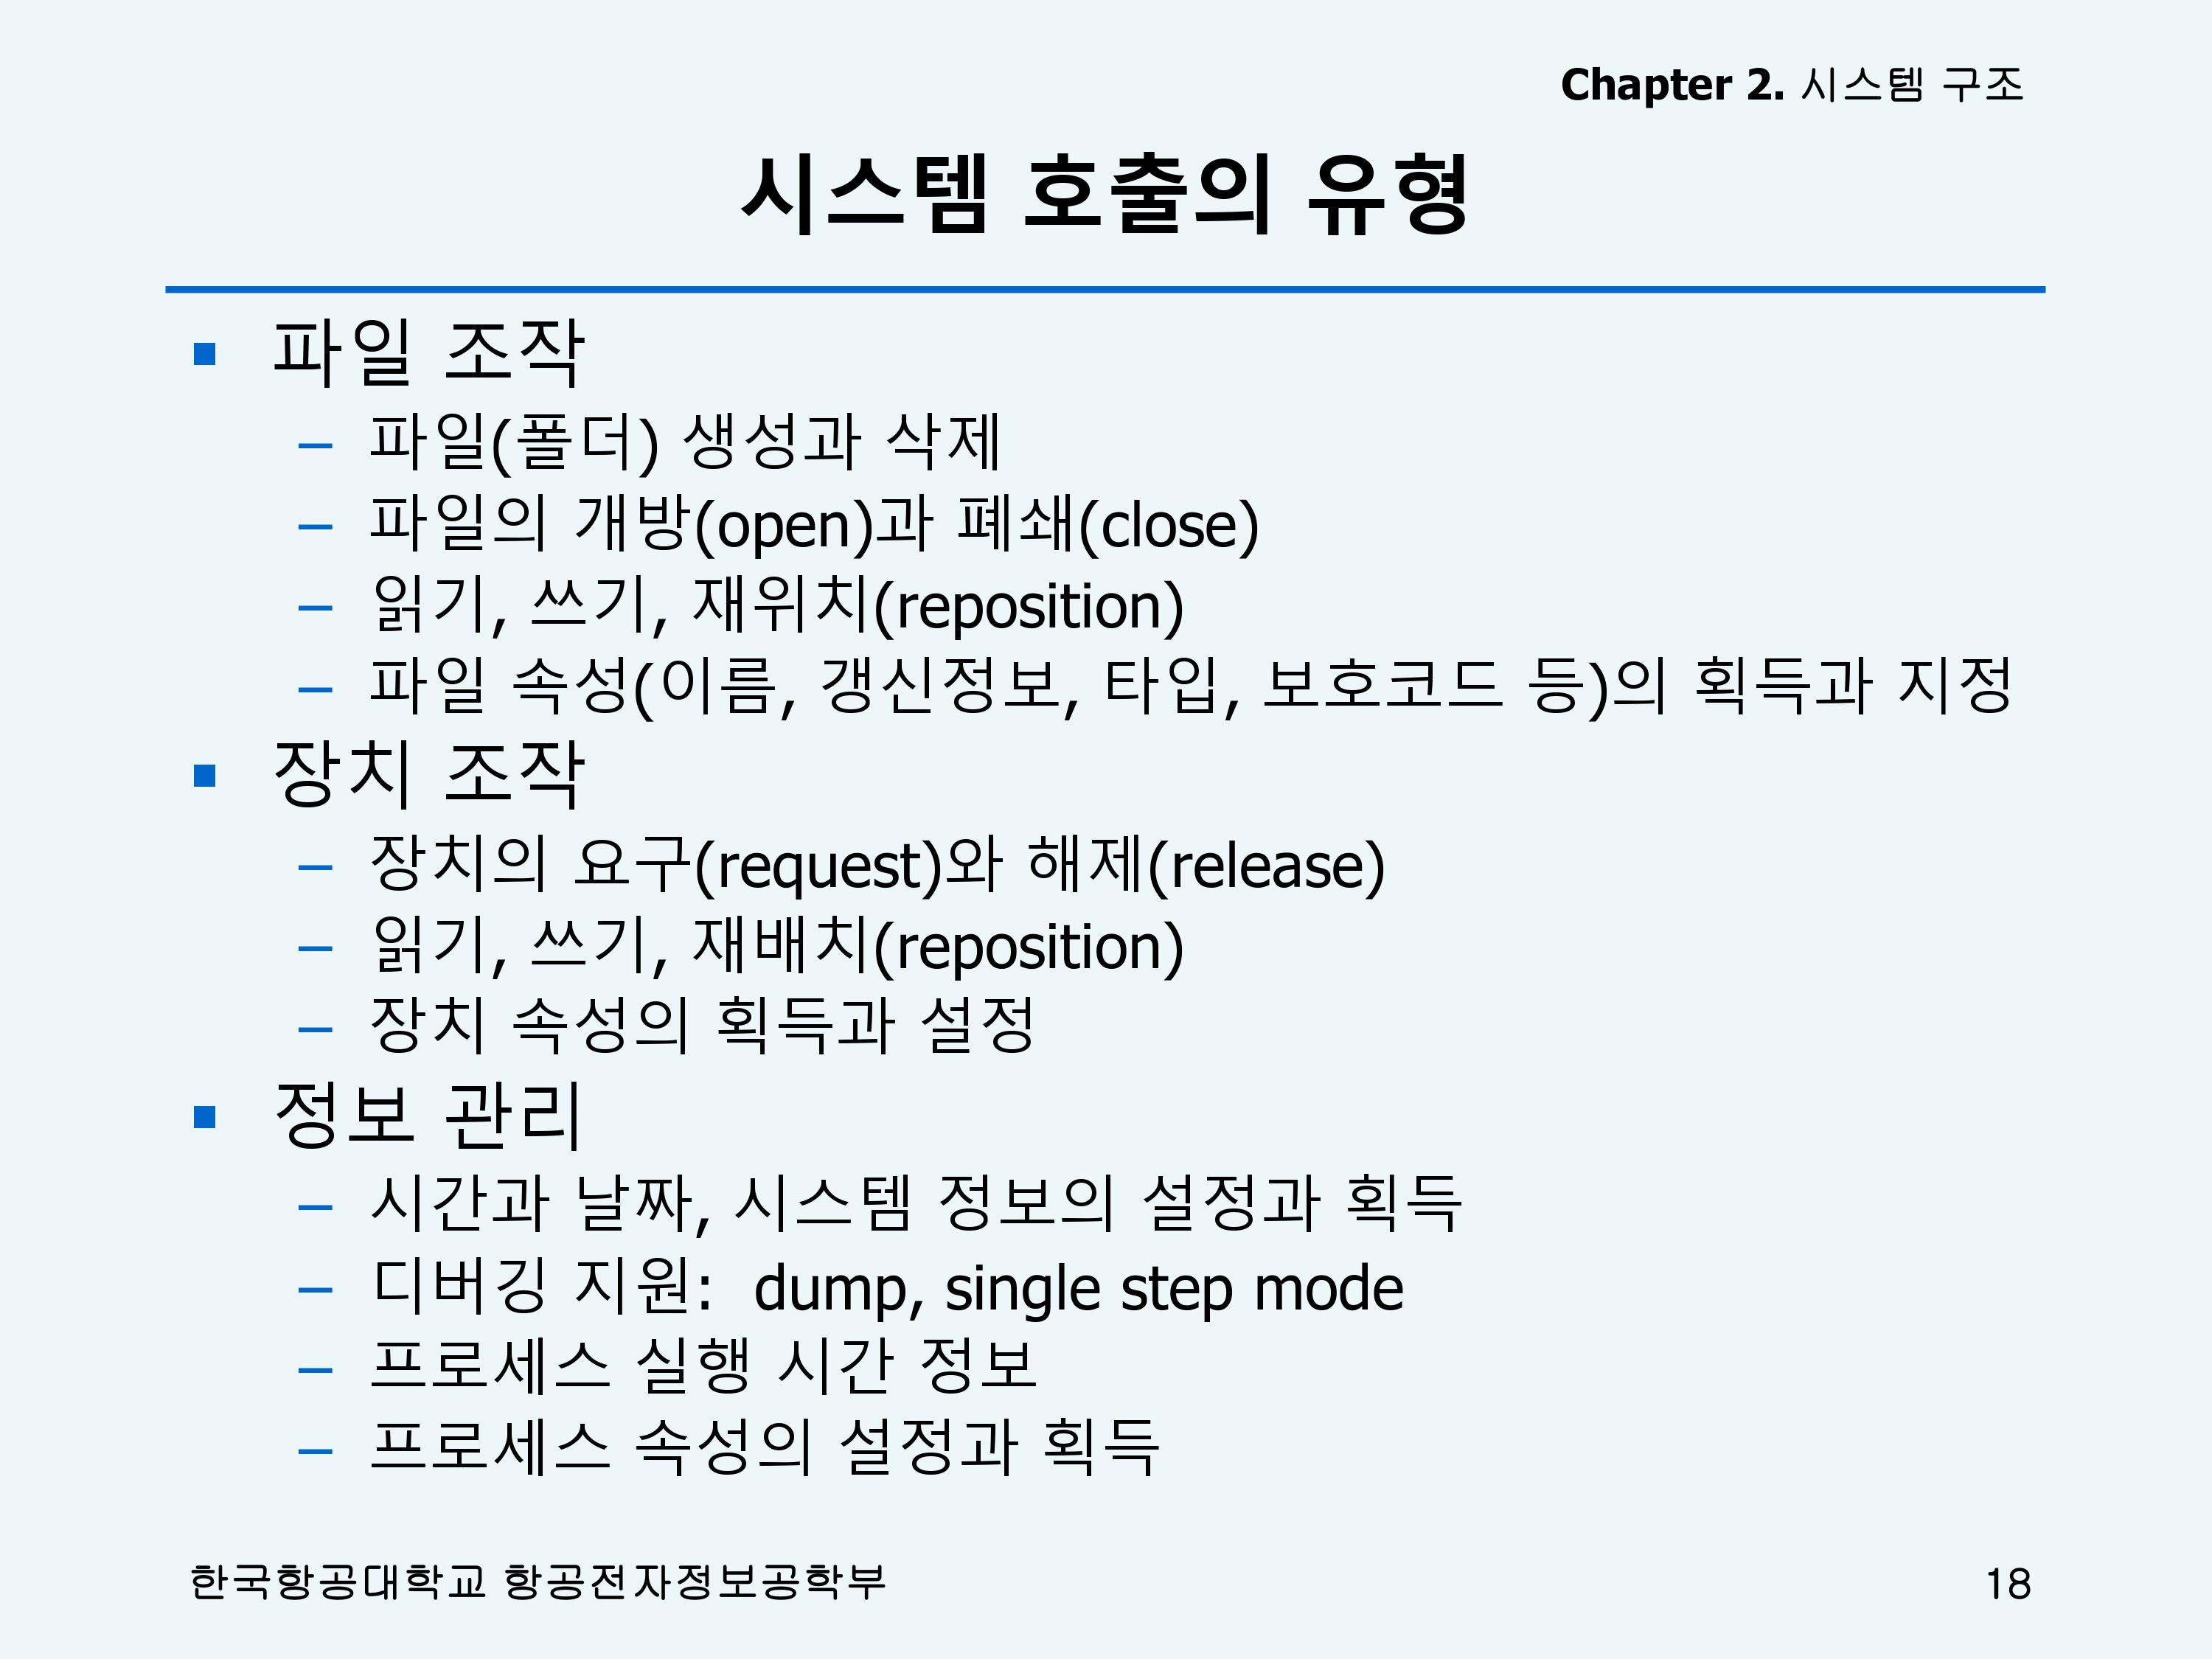 Chapter 2. 시스템 구조
시스템 호출의 유형
▪ 파일 조작
– 파일(폴더) 생성과 삭제
– 파일의 개방(open)과 폐쇄(close)
– 읽기, 쓰기, 재위치(reposition)
– 파일 속성(이름, 갱신정보, 타입, 보호코드 등)의 획득과 지정
▪ 장치 조작
– 장치의 요구(request)와 해제(release)
– 읽기, 쓰기, 재배치(reposition)
– 장치 속성의 획득과 설정
▪ 정보 관리
– 시간과 날짜, 시스템 정보의 설정과 획득
– 디버깅 지원: dump, single step mode
– 프로세스 실행 시간 정보
– 프로세스 속성의 설정과 획득
한국항공대학교 항공전자정보공학부
18